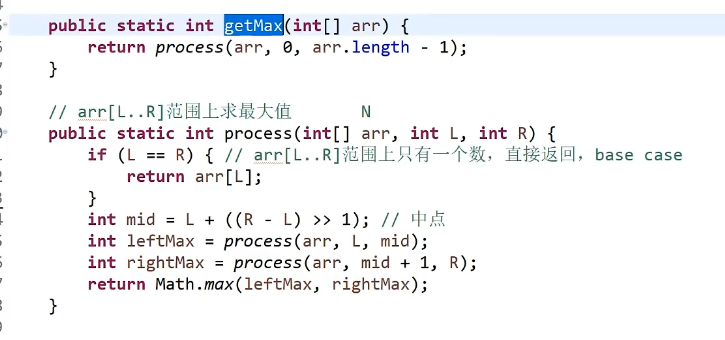 public static int getMax(int[] arr) {
return process(arr, 0, arr.length - 1);
}
// arr[L..R]范围上求最大值 N
public static int process(int[] arr, int L, int R) {
if (L == R) { // arr[L..R]范围上只有一个数，直接返回，base case
return arr[L];
}
int mid = L + ((R - L) >> 1); // 中点
int leftMax = process(arr, L, mid);
int rightMax = process(arr, mid + 1, R);
return Math.max(leftMax, rightMax);
}